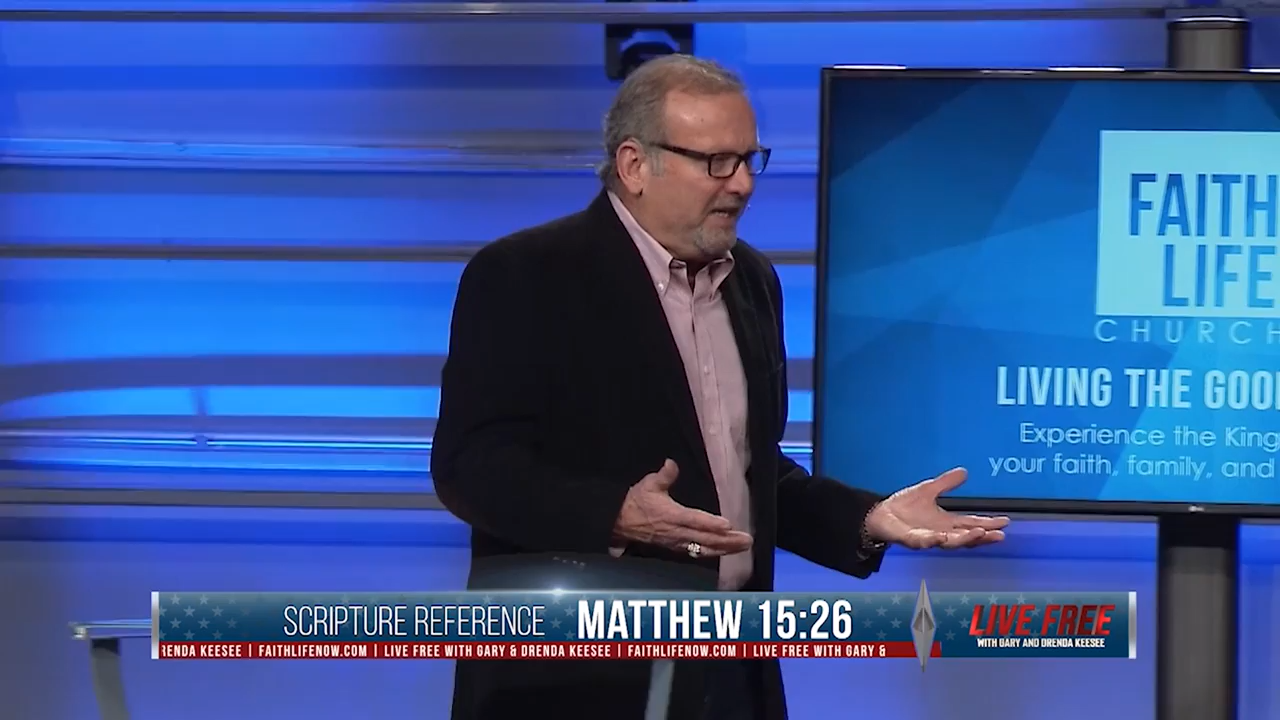 FAITH
LIFE
CHURCH
LIVING THE GOO
Experience the King
your faith, family, and
SCRIPTURE REFERENCE MATTHEW 15:26
LIVE FREE
WITH GARY AND DRENDA KEESEE
RENDA KEESEE | FAITHLIFENOW.COM | LIVE FREE WITH GARY & DRENDA KEESEE | FAITHLIFENOW.COM | LIVE FREE WITH GARY &